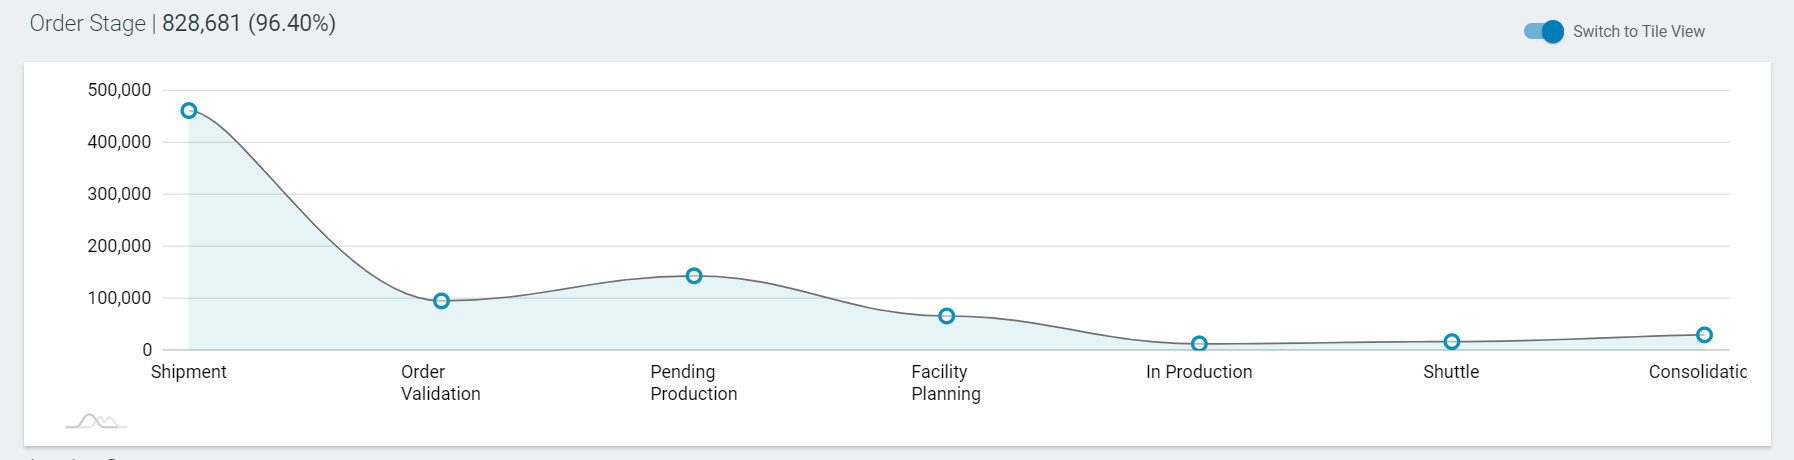 Order Stage | 828,681 (96.40%)
Switch to Tile View
500,000
400,000
300,000
200,000
100,000
0
Shipment
Order
Validation
Pending
Production
Facility
Planning
In Production
Shuttle
Consolidatic